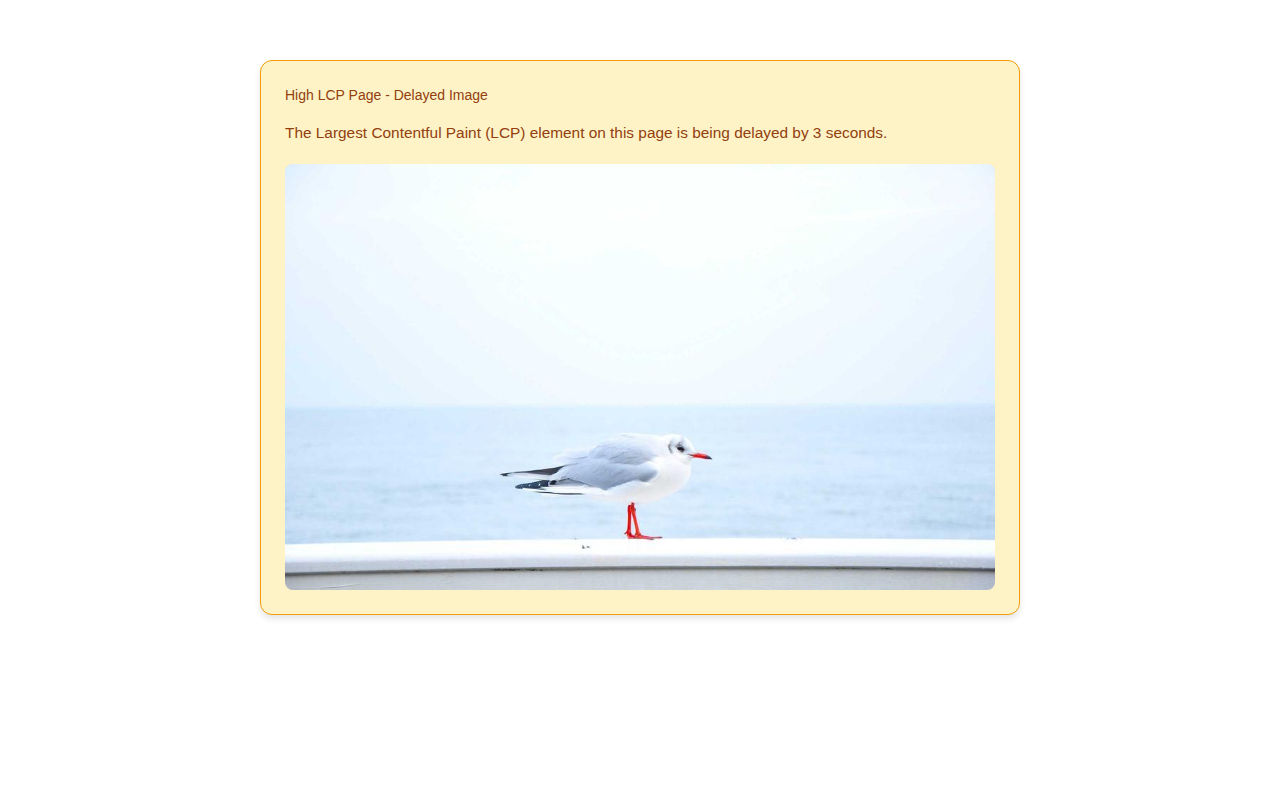 High LCP Page - Delayed Image
The Largest Contentful Paint (LCP) element on this page is being delayed by 3 seconds.